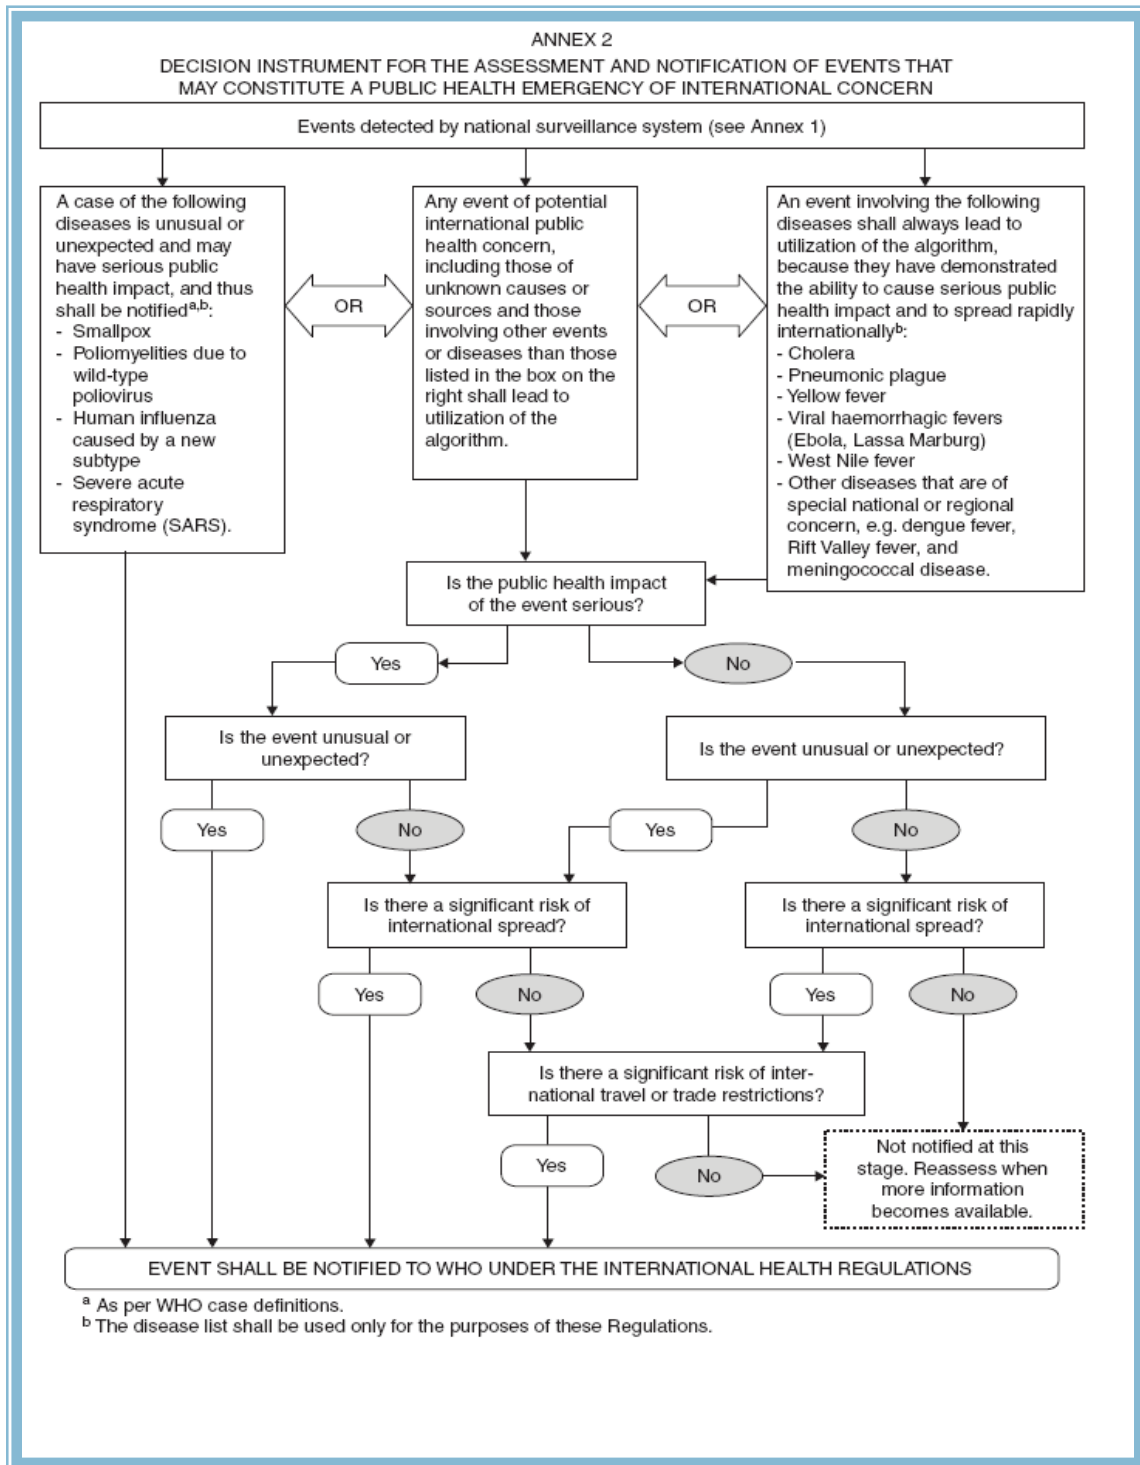 ANNEX 2
DECISION INSTRUMENT FOR THE ASSESSMENT AND NOTIFICATION OF EVENTS THAT
MAY CONSTITUTE A PUBLIC HEALTH EMERGENCY OF INTERNATIONAL CONCERN
Events detected by national surveillance system (see Annex 1)
A case of the following
diseases is unusual or
unexpected and may
have serious public
health impact, and thus
shall be notifiedᵃ,ᵇ:
- Smallpox
- Poliomyelities due to
wild-type
poliovirus
- Human influenza
caused by a new
subtype
- Severe acute
respiratory
syndrome (SARS).
OR
Any event of potential
international public
health concern,
including those of
unknown causes or
sources and those
involving other events
or diseases than those
listed in the box on the
right shall lead to
utilization of the
algorithm.
OR
An event involving the following
diseases shall always lead to
utilization of the algorithm,
because they have demonstrated
the ability to cause serious public
health impact and to spread rapidly
internationallyᵇ:
- Cholera
- Pneumonic plague
- Yellow fever
- Viral haemorrhagic fevers
(Ebola, Lassa Marburg)
- West Nile fever
- Other diseases that are of
special national or regional
concern, e.g. dengue fever,
Rift Valley fever, and
meningococcal disease.
Is the public health impact
of the event serious?
Yes
No
Is the event unusual or
unexpected?
Is the event unusual or unexpected?
Yes
No
Yes
No
Is there a significant risk of
international spread?
Is there a significant risk of
international spread?
Yes
No
Yes
No
Is there a significant risk of inter-
national travel or trade restrictions?
Yes
No
Not notified at this
stage. Reassess when
more information
becomes available.
EVENT SHALL BE NOTIFIED TO WHO UNDER THE INTERNATIONAL HEALTH REGULATIONS
ᵃ As per WHO case definitions.
ᵇ The disease list shall be used only for the purposes of these Regulations.